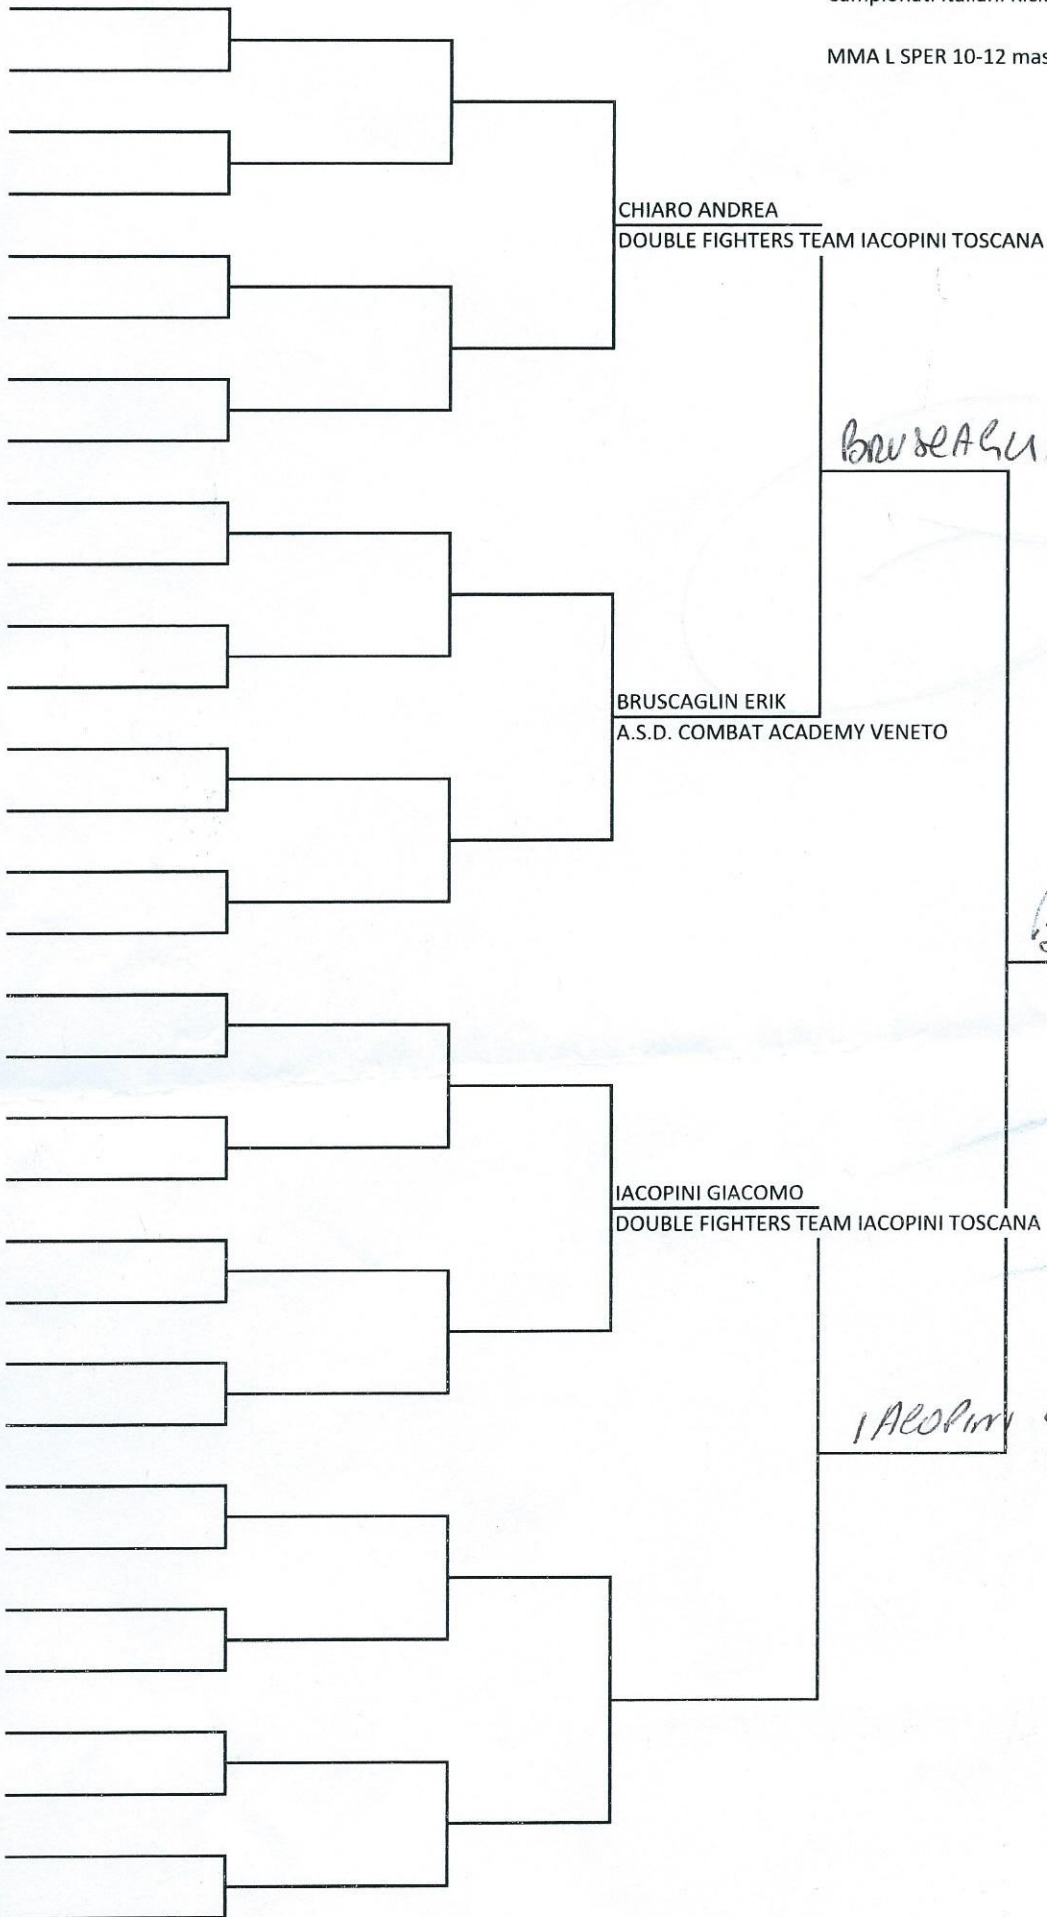 MMA L SPER 10-12 mas
CHIARO ANDREA
DOUBLE FIGHTERS TEAM IACOPINI TOSCANA
BRUSCAGLI
BRUSCAGLIN ERIK
A.S.D. COMBAT ACADEMY VENETO
IACOPINI GIACOMO
DOUBLE FIGHTERS TEAM IACOPINI TOSCANA
IACOPINI